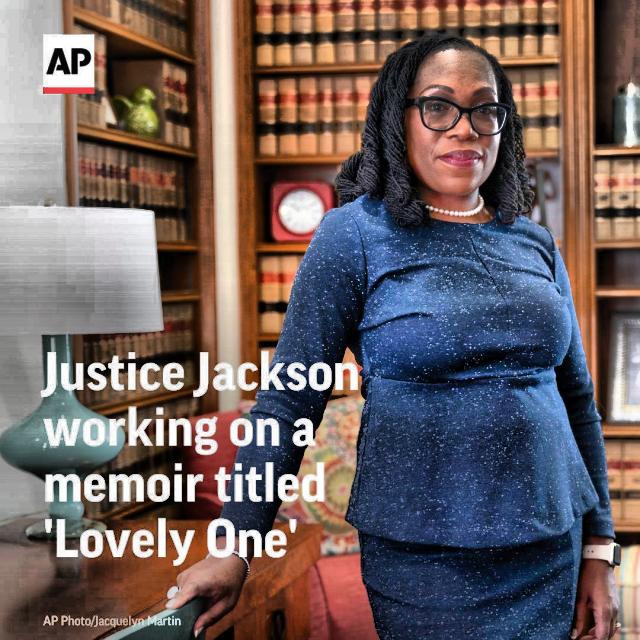 AP
Justice Jackson
working on a
memoir titled
'Lovely One'
AP Photo/Jacquelyn Martin